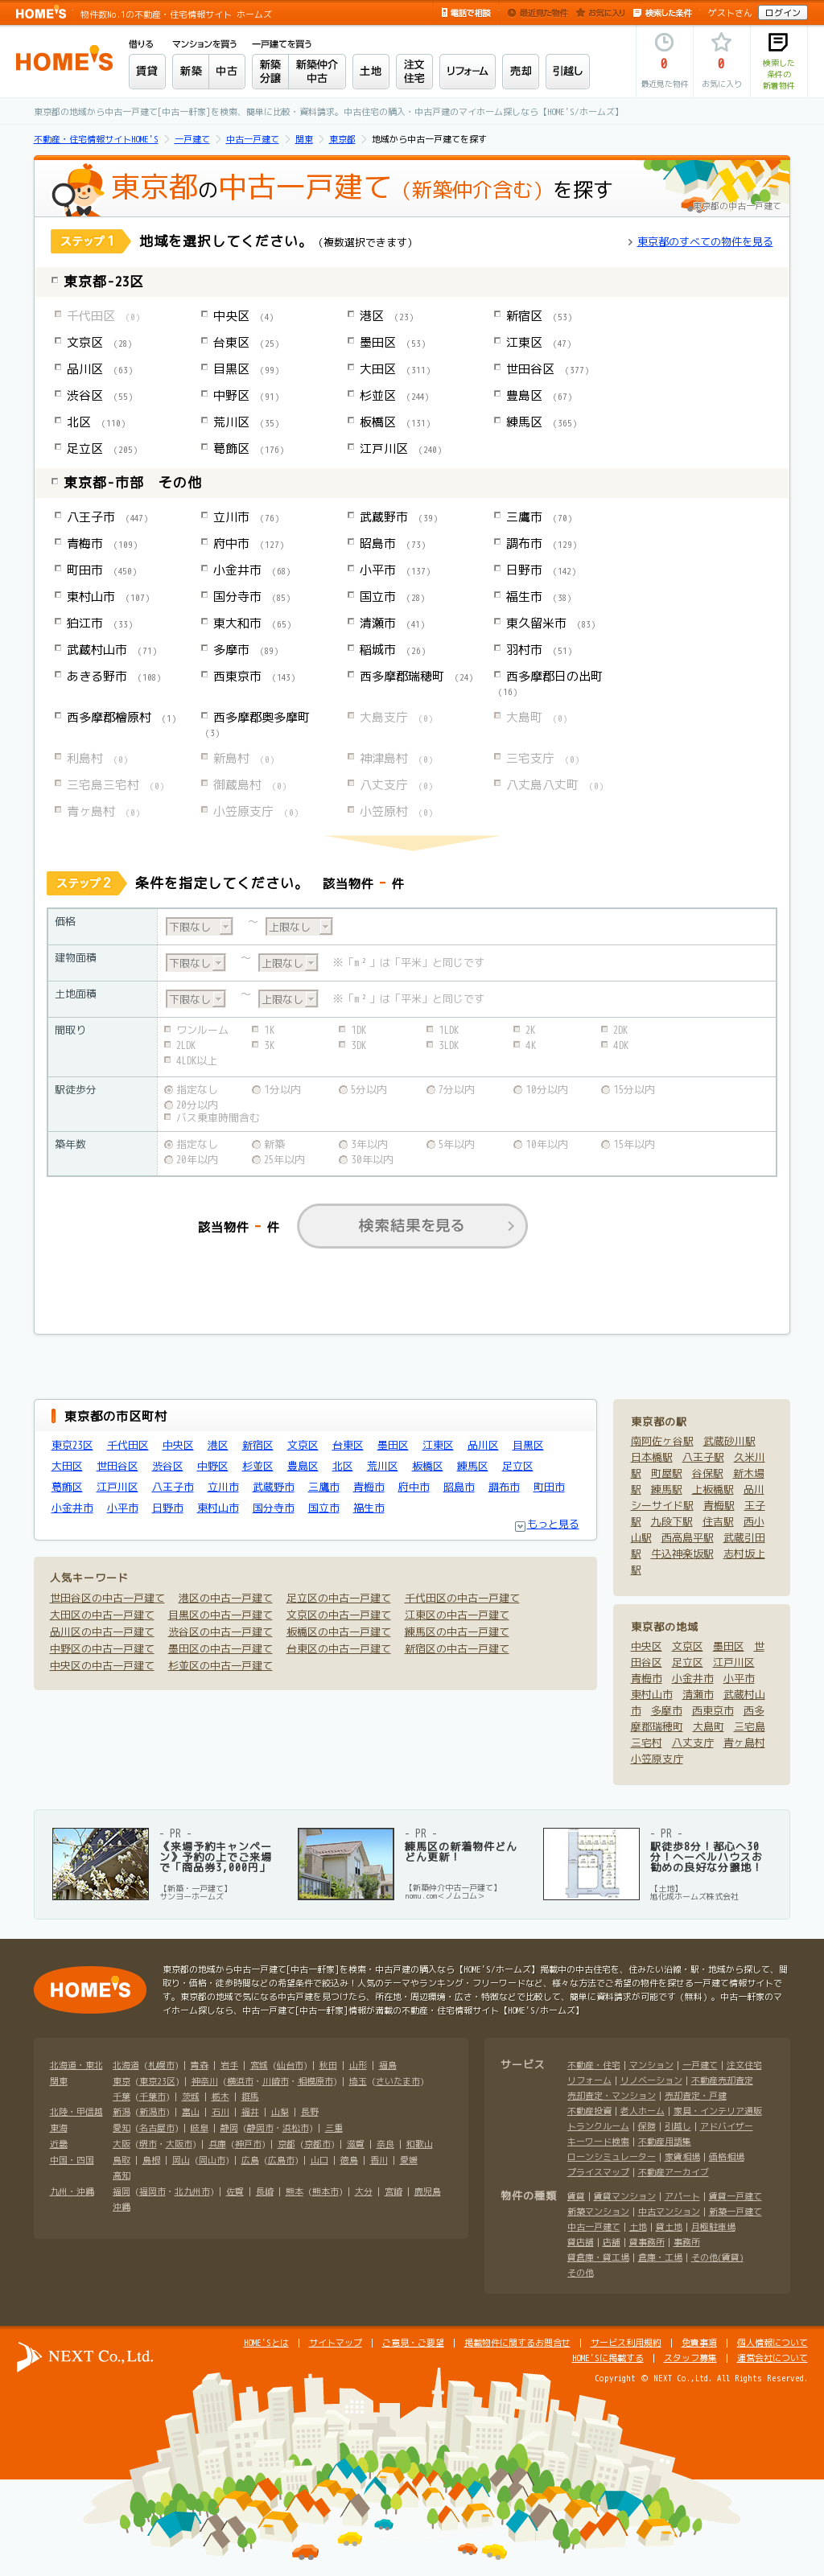 HOME'S 物件数No.1の不動産・住宅情報サイト ホームズ
電話で相談 最近見た物件 お気に入り 検索した条件 ゲストさん ログイン
HOME'S
借りる マンションを買う 一戸建てを買う
賃貸 新築 中古 新築分譲 新築仲介中古 土地 注文住宅 リフォーム 売却 引越し
0 最近見た物件
0 お気に入り
検索した条件の新着物件
東京都の地域から中古一戸建て[中古一軒家]を検索、簡単に比較・資料請求。中古住宅の購入・中古戸建のマイホーム探しなら【HOME'S/ホームズ】
不動産・住宅情報サイトHOME'S > 一戸建て > 中古一戸建て > 関東 > 東京都 > 地域から中古一戸建てを探す
東京都の中古一戸建て（新築仲介含む）を探す
東京都の中古一戸建て
ステップ1 地域を選択してください。（複数選択できます）
東京都のすべての物件を見る
東京都-23区
千代田区 (0) 中央区 (4) 港区 (23) 新宿区 (53)
文京区 (28) 台東区 (25) 墨田区 (53) 江東区 (47)
品川区 (63) 目黒区 (99) 大田区 (311) 世田谷区 (377)
渋谷区 (55) 中野区 (91) 杉並区 (244) 豊島区 (67)
北区 (110) 荒川区 (35) 板橋区 (131) 練馬区 (365)
足立区 (205) 葛飾区 (176) 江戸川区 (240)
東京都-市部 その他
八王子市 (447) 立川市 (76) 武蔵野市 (39) 三鷹市 (70)
青梅市 (109) 府中市 (127) 昭島市 (73) 調布市 (129)
町田市 (450) 小金井市 (68) 小平市 (137) 日野市 (142)
東村山市 (107) 国分寺市 (85) 国立市 (28) 福生市 (38)
狛江市 (33) 東大和市 (65) 清瀬市 (41) 東久留米市 (83)
武蔵村山市 (71) 多摩市 (89) 稲城市 (26) 羽村市 (51)
あきる野市 (108) 西東京市 (143) 西多摩郡瑞穂町 (24) 西多摩郡日の出町 (16)
西多摩郡檜原村 (1) 西多摩郡奥多摩町 (3) 大島支庁 (0) 大島町 (0)
利島村 (0) 新島村 (0) 神津島村 (0) 三宅支庁 (0)
三宅島三宅村 (0) 御蔵島村 (0) 八丈支庁 (0) 八丈島八丈町 (0)
青ヶ島村 (0) 小笠原支庁 (0) 小笠原村 (0)
ステップ2 条件を指定してください。 該当物件 - 件
価格 下限なし ～ 上限なし
建物面積 下限なし ～ 上限なし ※「m²」は「平米」と同じです
土地面積 下限なし ～ 上限なし ※「m²」は「平米」と同じです
間取り ワンルーム 1K 1DK 1LDK 2K 2DK
2LDK 3K 3DK 3LDK 4K 4DK
4LDK以上
駅徒歩分 指定なし 1分以内 5分以内 7分以内 10分以内 15分以内
20分以内
バス乗車時間含む
築年数 指定なし 新築 3年以内 5年以内 10年以内 15年以内
20年以内 25年以内 30年以内
該当物件 - 件 検索結果を見る
東京都の市区町村
東京23区 千代田区 中央区 港区 新宿区 文京区 台東区 墨田区 江東区 品川区 目黒区
大田区 世田谷区 渋谷区 中野区 杉並区 豊島区 北区 荒川区 板橋区 練馬区 足立区
葛飾区 江戸川区 八王子市 立川市 武蔵野市 三鷹市 青梅市 府中市 昭島市 調布市 町田市
小金井市 小平市 日野市 東村山市 国分寺市 国立市 福生市
もっと見る
人気キーワード
世田谷区の中古一戸建て 港区の中古一戸建て 足立区の中古一戸建て 千代田区の中古一戸建て
大田区の中古一戸建て 目黒区の中古一戸建て 文京区の中古一戸建て 江東区の中古一戸建て
品川区の中古一戸建て 渋谷区の中古一戸建て 板橋区の中古一戸建て 練馬区の中古一戸建て
中野区の中古一戸建て 墨田区の中古一戸建て 台東区の中古一戸建て 新宿区の中古一戸建て
中央区の中古一戸建て 杉並区の中古一戸建て
東京都の駅
南阿佐ヶ谷駅 武蔵砂川駅
日本橋駅 八王子駅 久米川
駅 町屋駅 谷保駅 新木場
駅 練馬駅 上板橋駅 品川
シーサイド駅 青梅駅 王子
駅 九段下駅 住吉駅 西小
山駅 西高島平駅 武蔵引田
駅 牛込神楽坂駅 志村坂上
駅
東京都の地域
中央区 文京区 墨田区 世
田谷区 足立区 江戸川区
青梅市 小金井市 小平市
東村山市 清瀬市 武蔵村山
市 多摩市 西東京市 西多
摩郡瑞穂町 大島町 三宅島
三宅村 八丈支庁 青ヶ島村
小笠原支庁
- PR -
《来場予約キャンペーン》予約の上でご来場で「商品券3,000円」
【新築・一戸建て】
サンヨーホームズ
- PR -
練馬区の新着物件どんどん更新！
【新築仲介中古一戸建て】
nomu.com＜ノムコム＞
- PR -
駅徒歩8分！都心へ30分！ヘーベルハウスお勧めの良好な分譲地！
【土地】
旭化成ホームズ株式会社
HOME'S
東京都の地域から中古一戸建て[中古一軒家]を検索・中古戸建の購入なら【HOME'S/ホームズ】掲載中の中古住宅を、住みたい沿線・駅・地域から探して、間
取り・価格・徒歩時間などの希望条件で絞込み！人気のテーマやランキング・フリーワードなど、様々な方法でご希望の物件を探せる一戸建て情報サイトで
す。東京都の地域で気になる中古戸建を見つけたら、所在地・周辺環境・広さ・特徴などで比較して、簡単に資料請求が可能です(無料)。中古一軒家のマ
イホーム探しなら、中古一戸建て[中古一軒家]情報が満載の不動産・住宅情報サイト【HOME'S/ホームズ】
北海道・東北 北海道 (札幌市) | 青森 | 岩手 | 宮城 (仙台市) | 秋田 | 山形 | 福島
関東 東京 (東京23区) | 神奈川 (横浜市・川崎市・相模原市) | 埼玉 (さいたま市)
千葉 (千葉市) | 茨城 | 栃木 | 群馬
北陸・甲信越 新潟 (新潟市) | 富山 | 石川 | 福井 | 山梨 | 長野
東海 愛知 (名古屋市) | 岐阜 | 静岡 (静岡市・浜松市) | 三重
近畿 大阪 (堺市・大阪市) | 兵庫 (神戸市) | 京都 (京都市) | 滋賀 | 奈良 | 和歌山
中国・四国 鳥取 | 島根 | 岡山 (岡山市) | 広島 (広島市) | 山口 | 徳島 | 香川 | 愛媛
高知
九州・沖縄 福岡 (福岡市・北九州市) | 佐賀 | 長崎 | 熊本 (熊本市) | 大分 | 宮崎 | 鹿児島
沖縄
サービス 不動産・住宅 | マンション | 一戸建て | 注文住宅
リフォーム | リノベーション | 不動産売却査定
売却査定・マンション | 売却査定・戸建
不動産投資 | 老人ホーム | 家具・インテリア通販
トランクルーム | 保険 | 引越し | アドバイザー
キーワード検索 | 不動産用語集
ローンシミュレーター | 家賃相場 | 価格相場
プライスマップ | 不動産アーカイブ
物件の種類 賃貸 | 賃貸マンション | アパート | 賃貸一戸建て
新築マンション | 中古マンション | 新築一戸建て
中古一戸建て | 土地 | 貸土地 | 月極駐車場
貸店舗 | 店舗 | 貸事務所 | 事務所
貸倉庫・貸工場 | 倉庫・工場 | その他(賃貸)
その他
NEXT Co.,Ltd.
HOME'Sとは | サイトマップ | ご意見・ご要望 | 掲載物件に関するお問合せ | サービス利用規約 | 免責事項 | 個人情報について
HOME'Sに掲載する | スタッフ募集 | 運営会社について
Copyright © NEXT Co.,Ltd. All Rights Reserved.